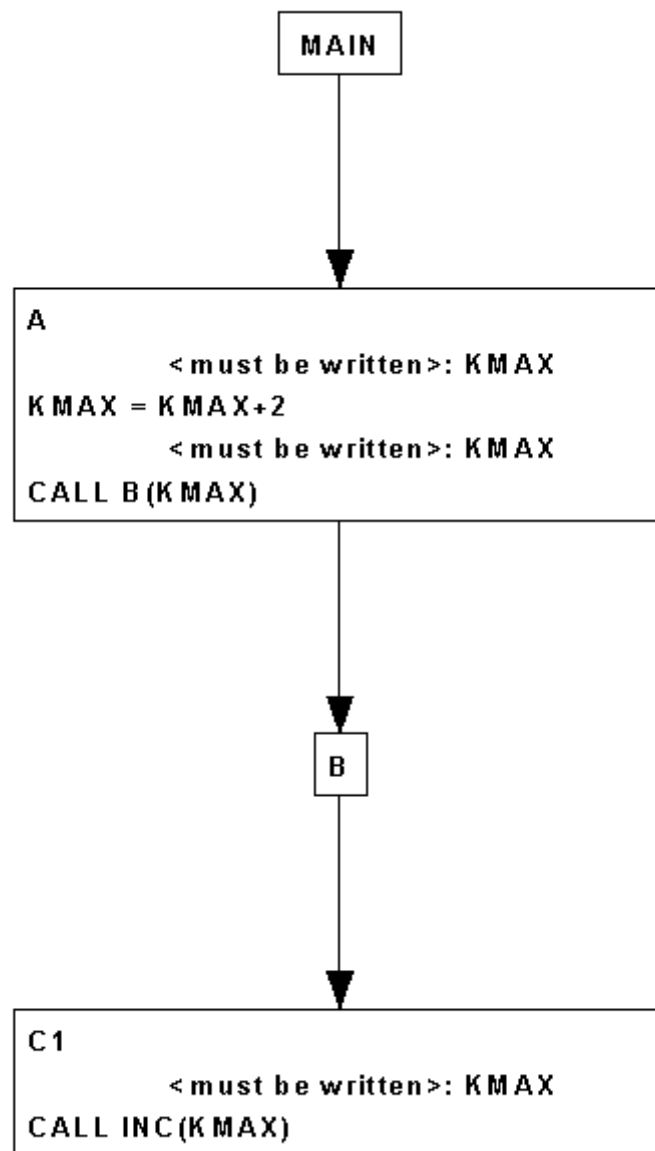 MAIN
A
<must be written>: KMAX
KMAX = KMAX+2
<must be written>: KMAX
CALL B(KMAX)
B
C1
<must be written>: KMAX
CALL INC(KMAX)